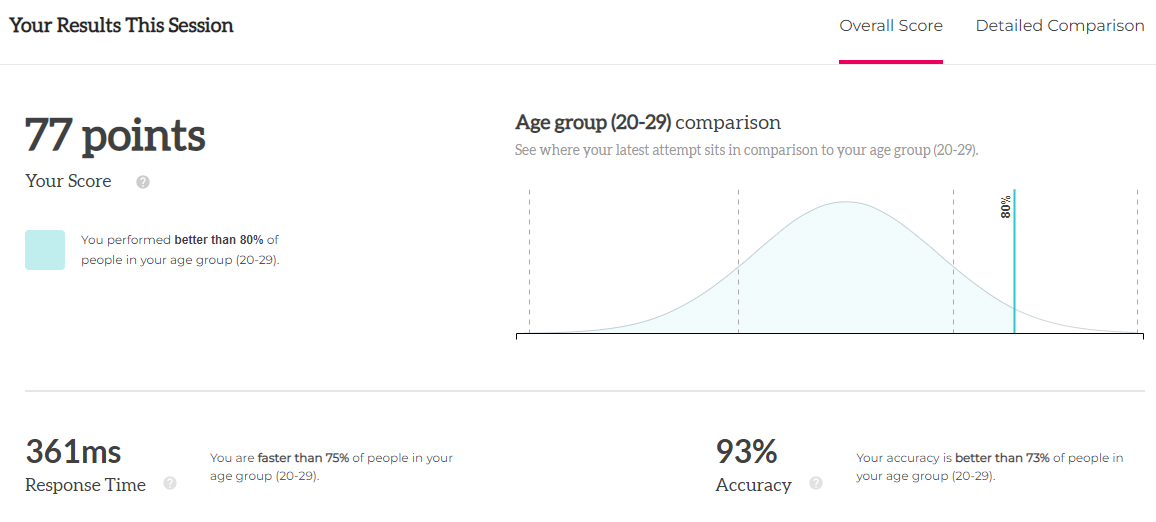 Your Results This Session
Overall Score
Detailed Comparison
77 points
Your Score
?
You performed better than 80% of
people in your age group (20-29).
Age group (20-29) comparison
See where your latest attempt sits in comparison to your age group (20-29).
80%
361ms
Response Time
?
You are faster than 75% of people in your
age group (20-29).
93%
Accuracy
?
Your accuracy is better than 73% of people in
your age group (20-29).